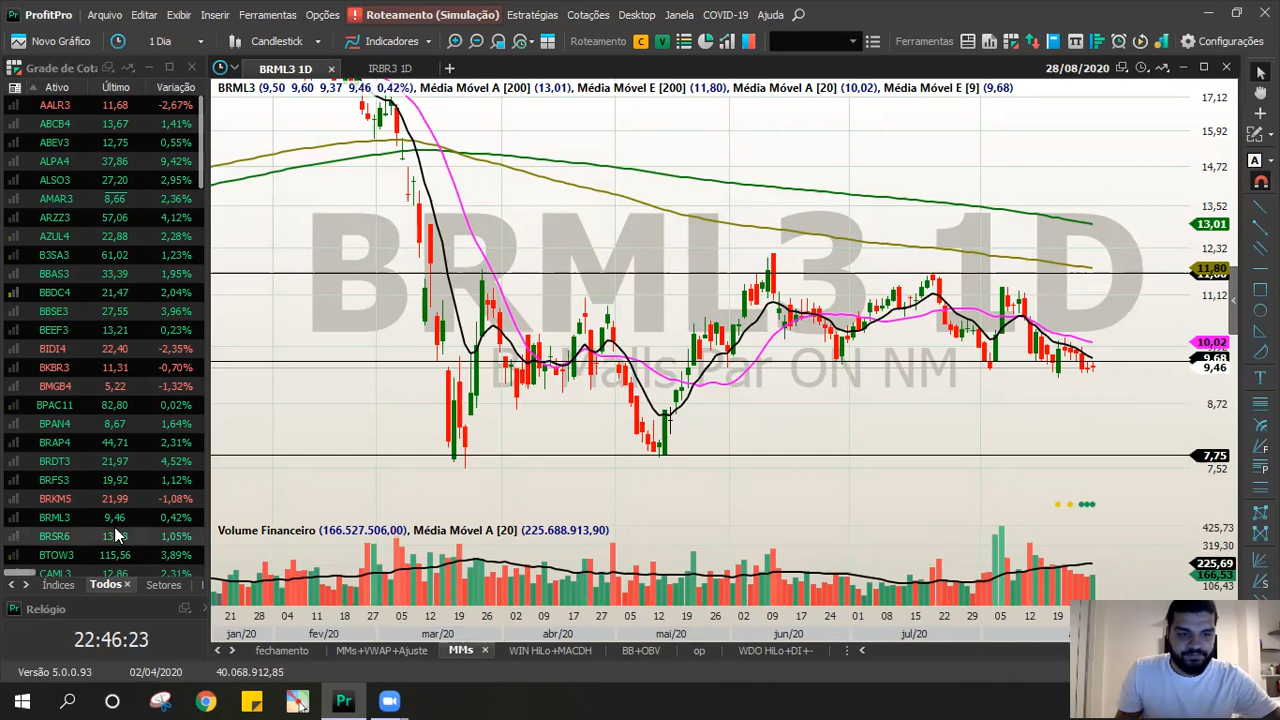 ProfitPro Arquivo Editar Exibir Inserir Ferramentas Opções Roteamento (Simulação) Estratégias Cotações Desktop Janela COVID-19 Ajuda
Novo Gráfico 1 Dia Candlestick Indicadores Roteamento C V Ferramentas Configurações
Grade de Cota BRML3 1D IRBR3 1D 28/08/2020
Ativo Último Variação
BRML3 (9,50 9,60 9,37 9,46 0,42%), Média Móvel A [200] (13,01), Média Móvel E [200] (11,80), Média Móvel A [20] (10,02), Média Móvel E [9] (9,68)
AALR3 11,68 -2,67%
ABCB4 13,67 1,41%
ABEV3 12,75 0,55%
ALPA4 37,86 9,42%
ALSO3 27,20 2,95%
AMAR3 8,66 2,36%
ARZZ3 57,06 4,12%
AZUL4 22,88 2,28%
B3SA3 61,02 1,23%
BBAS3 33,39 1,95%
BBDC4 21,47 2,04%
BBSE3 27,55 3,96%
BEEF3 13,21 0,23%
BIDI4 22,40 -2,35%
BKBR3 11,31 -0,70%
BMGB4 5,22 -1,32%
BPAC11 82,80 0,02%
BPAN4 8,67 1,64%
BRAP4 44,71 2,31%
BRDT3 21,97 4,52%
BRFS3 19,92 1,12%
BRKM5 21,99 -1,08%
BRML3 9,46 0,42%
BRSR6 1,05%
BTOW3 115,56 3,89%
CAML3 12,86 2,31%
BRML3 1D
ON NM
17,12
15,92
14,72
13,52
13,01
12,32
11,80
11,12
10,02
9,68
9,46
8,72
7,75
7,52
Volume Financeiro (166.527.506,00), Média Móvel A [20] (225.688.913,90)
425,73
319,30
225,69
166,53
106,43
21 28 04 11 18 27 05 13 19 26 02 09 16 24 30 05 12 19 26 02 09 17 24 01 08 15 22 29 05 12 19
jan/20 fev/20 mar/20 abr/20 mai/20 jun/20 jul/20
Índices Todos Setores
fechamento MMs+VWAP+Ajuste MMs WIN HiLo+MACDH BB+OBV op WDO HiLo+DI+-
Relógio
22:46:23
Versão 5.0.0.93 02/04/2020 40.068.912,85